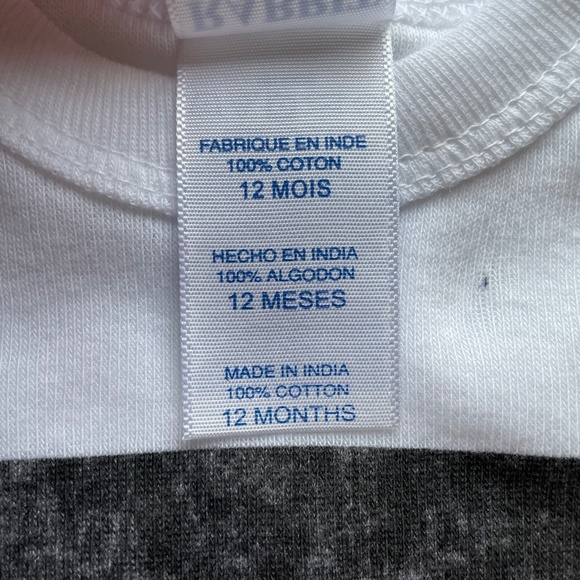 FABRIQUE EN INDE
100% COTON
12 MOIS
HECHO EN INDIA
100% ALGODON
12 MESES
MADE IN INDIA
100% COTTON
12 MONTHS